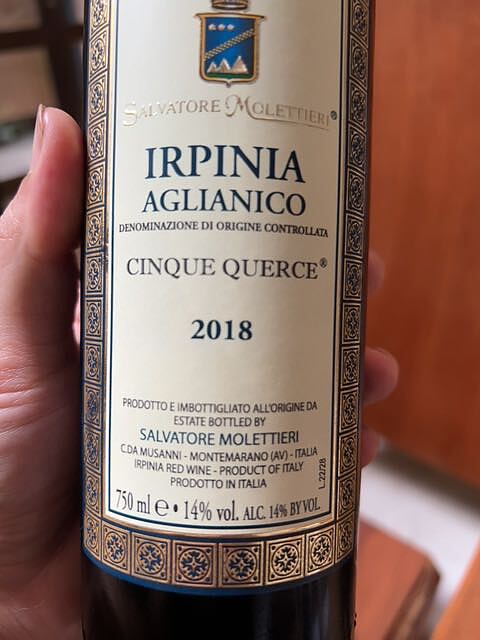 SALVATORE MOLETTIERI®
IRPINIA
AGLIANICO
DENOMINAZIONE DI ORIGINE CONTROLLATA
CINQUE QUERCE®
2018
PRODOTTO E IMBOTTIGLIATO ALL'ORIGINE DA
ESTATE BOTTLED BY
SALVATORE MOLETTIERI
C.DA MUSANNI - MONTEMARANO (AV) - ITALIA
IRPINIA RED WINE - PRODUCT OF ITALY
PRODOTTO IN ITALIA
L.22/28
750 ml e • 14% vol. ALC. 14% BY VOL.